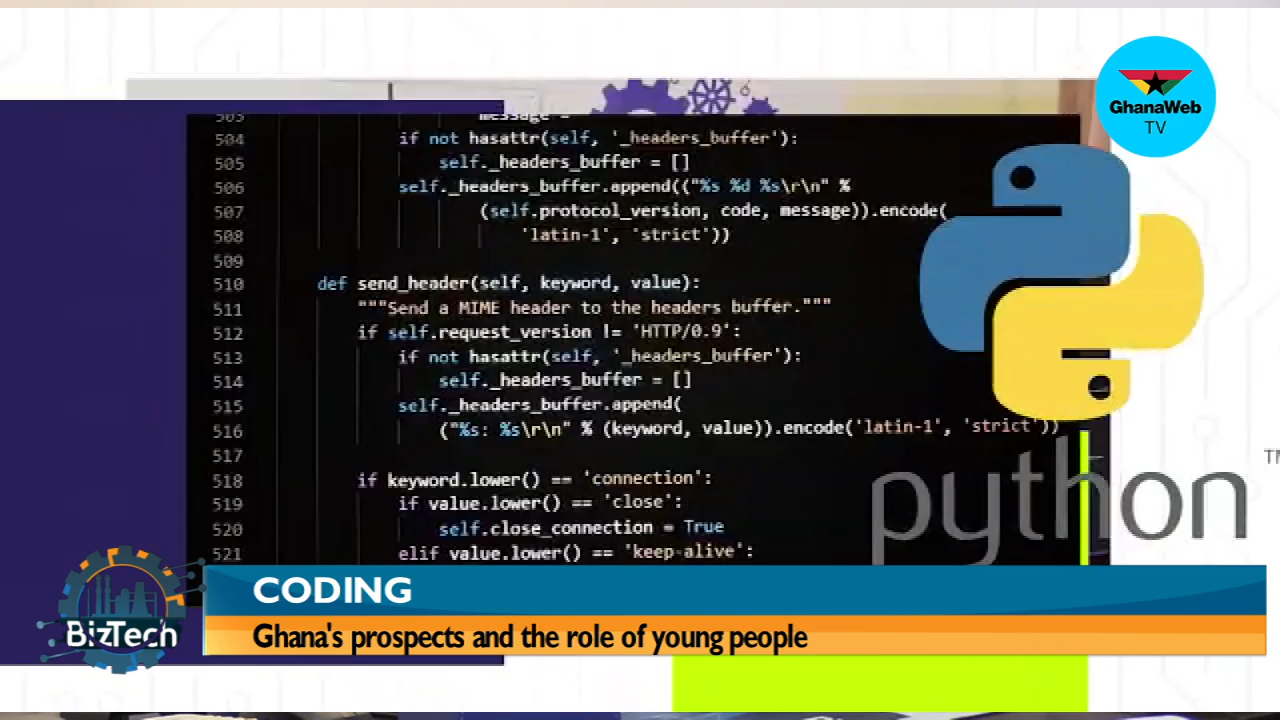 GhanaWeb
TV
503 message =
504 if not hasattr(self, '_headers_buffer'):
505 self._headers_buffer = []
506 self._headers_buffer.append(("%s %d %s\r\n" %
507 (self.protocol_version, code, message)).encode(
508 'latin-1', 'strict'))
509
510 def send_header(self, keyword, value):
511 """Send a MIME header to the headers buffer."""
512 if self.request_version != 'HTTP/0.9':
513 if not hasattr(self, '_headers_buffer'):
514 self._headers_buffer = []
515 self._headers_buffer.append(
516 ("%s: %s\r\n" % (keyword, value)).encode('latin-1', 'strict'))
517
518 if keyword.lower() == 'connection':
519 if value.lower() == 'close':
520 self.close_connection = True
521 elif value.lower() == 'keep-alive':
python
TM
BizTech
CODING
Ghana's prospects and the role of young people